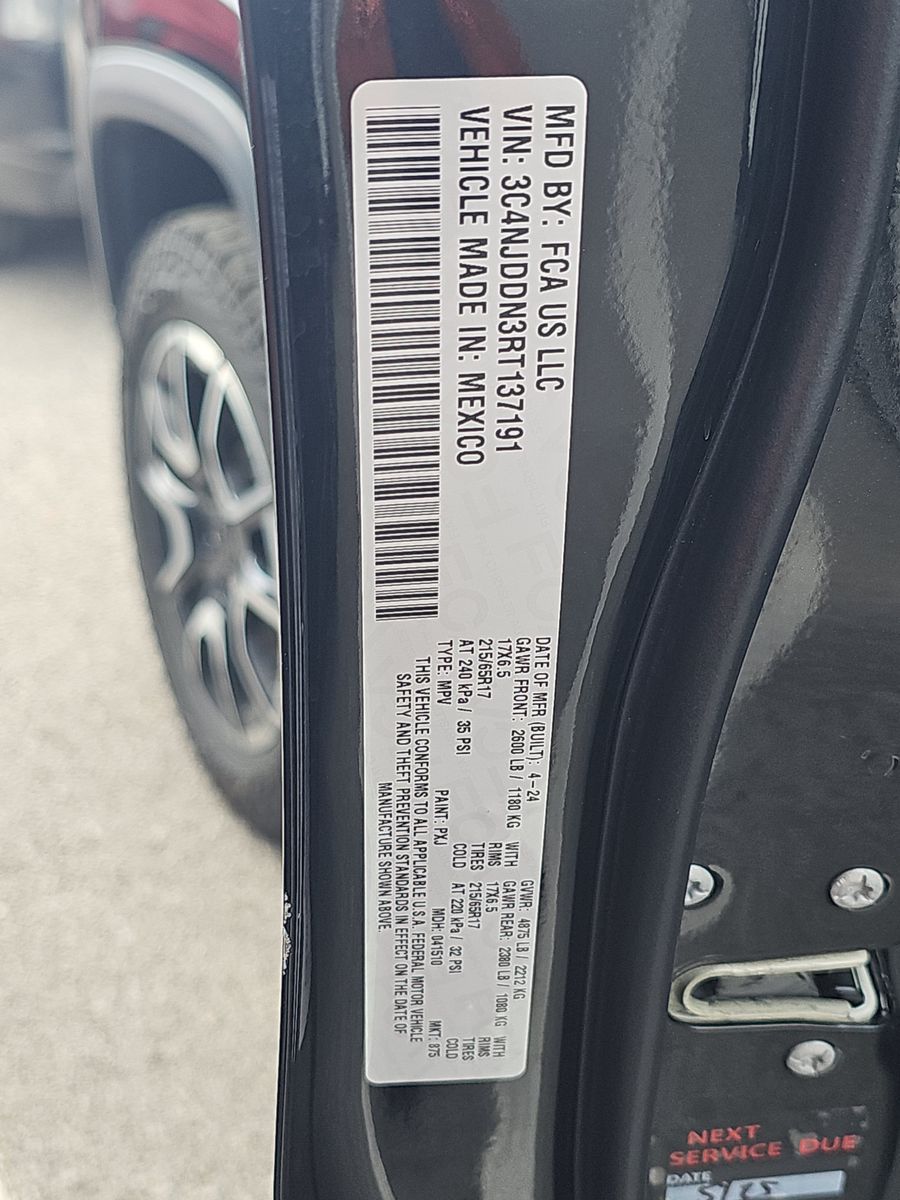 MFD BY: FCA US LLC
VIN: 3C4NJDDN3RT137191
VEHICLE MADE IN: MEXICO
DATE OF MFR (BUILT): 4-24 GVWR: 4875 LB / 2212 KG
GAWR FRONT: 2600 LB / 1180 KG WITH GAWR REAR: 2380 LB / 1080 KG WITH
17X6.5 RIMS 17X6.5 RIMS
215/65R17 TIRES 215/65R17 TIRES
AT 240 kPa / 35 PSI COLD AT 220 kPa / 32 PSI COLD
TYPE: MPV PAINT: PXJ MDH: 041510 MKT: 875
THIS VEHICLE CONFORMS TO ALL APPLICABLE U.S.A. FEDERAL MOTOR VEHICLE
SAFETY AND THEFT PREVENTION STANDARDS IN EFFECT ON THE DATE OF
MANUFACTURE SHOWN ABOVE.
NEXT
SERVICE DUE
DATE